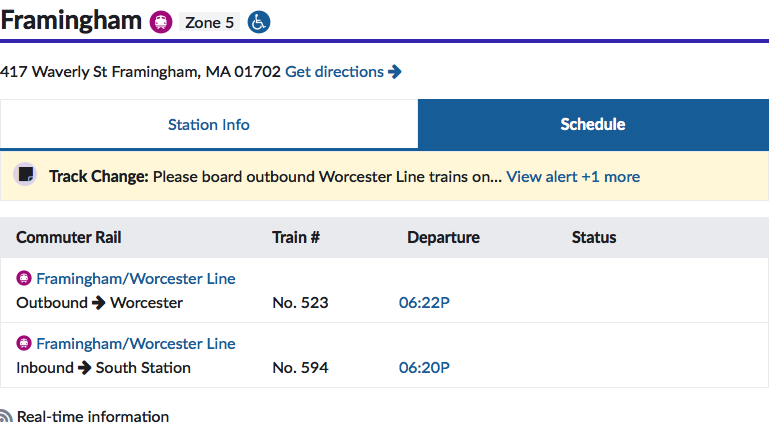 Framingham Zone 5
417 Waverly St Framingham, MA 01702 Get directions
Station Info Schedule
Track Change: Please board outbound Worcester Line trains on... View alert +1 more
Commuter Rail Train # Departure Status
Framingham/Worcester Line
Outbound → Worcester No. 523 06:22P
Framingham/Worcester Line
Inbound → South Station No. 594 06:20P
Real-time information